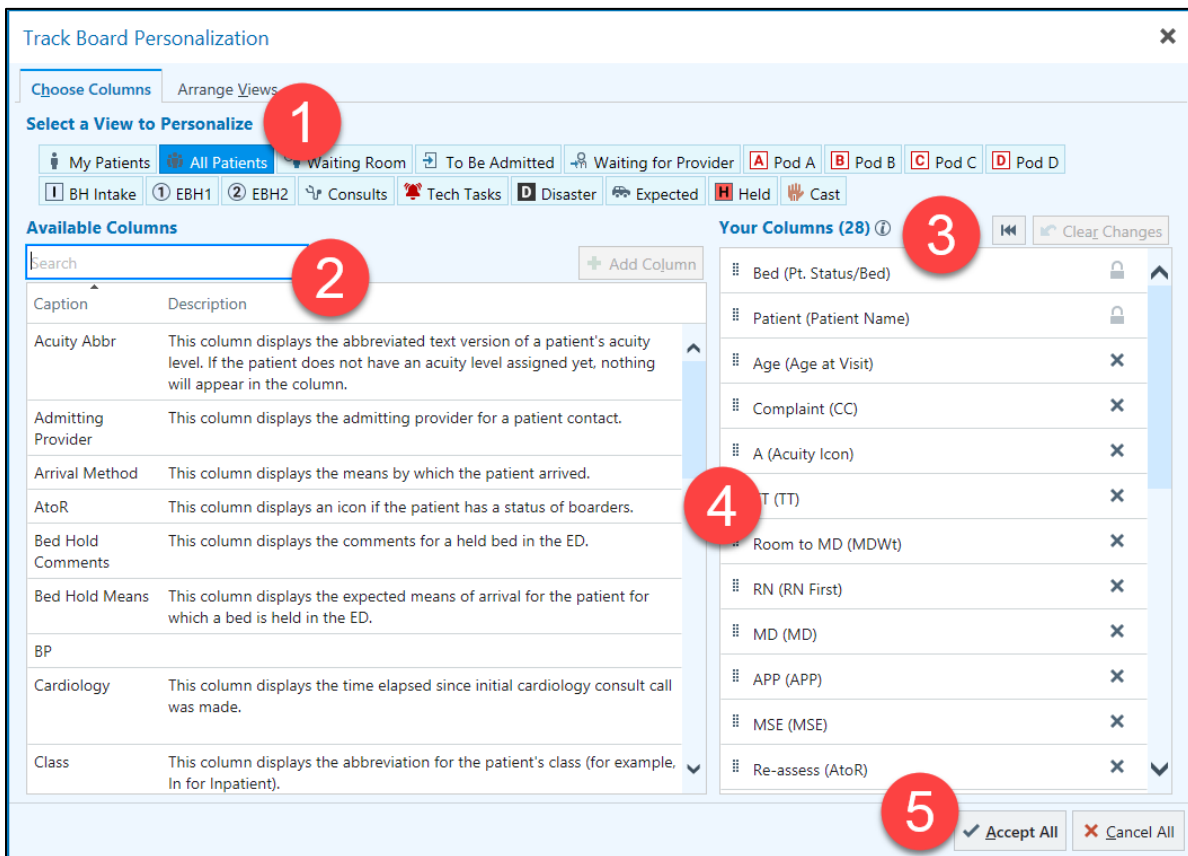 Track Board Personalization
Choose Columns Arrange Views
Select a View to Personalize 1
My Patients All Patients Waiting Room To Be Admitted Waiting for Provider A Pod A B Pod B C Pod C D Pod D
I BH Intake 1 EBH1 2 EBH2 Consults Tech Tasks D Disaster Expected H Held Cast
Available Columns
Search 2
Add Column
Caption Description
Acuity Abbr This column displays the abbreviated text version of a patient's acuity
level. If the patient does not have an acuity level assigned yet, nothing
will appear in the column.
Admitting This column displays the admitting provider for a patient contact.
Provider
Arrival Method This column displays the means by which the patient arrived.
AtoR This column displays an icon if the patient has a status of boarders.
Bed Hold This column displays the comments for a held bed in the ED.
Comments
Bed Hold Means This column displays the expected means of arrival for the patient for
which a bed is held in the ED.
BP
Cardiology This column displays the time elapsed since initial cardiology consult call
was made.
Class This column displays the abbreviation for the patient's class (for example,
In for Inpatient).
Your Columns (28) 3 Clear Changes
Bed (Pt. Status/Bed)
Patient (Patient Name)
Age (Age at Visit)
Complaint (CC)
A (Acuity Icon)
4 (TT)
Room to MD (MDWt)
RN (RN First)
MD (MD)
APP (APP)
MSE (MSE)
Re-assess (AtoR)
5 Accept All Cancel All